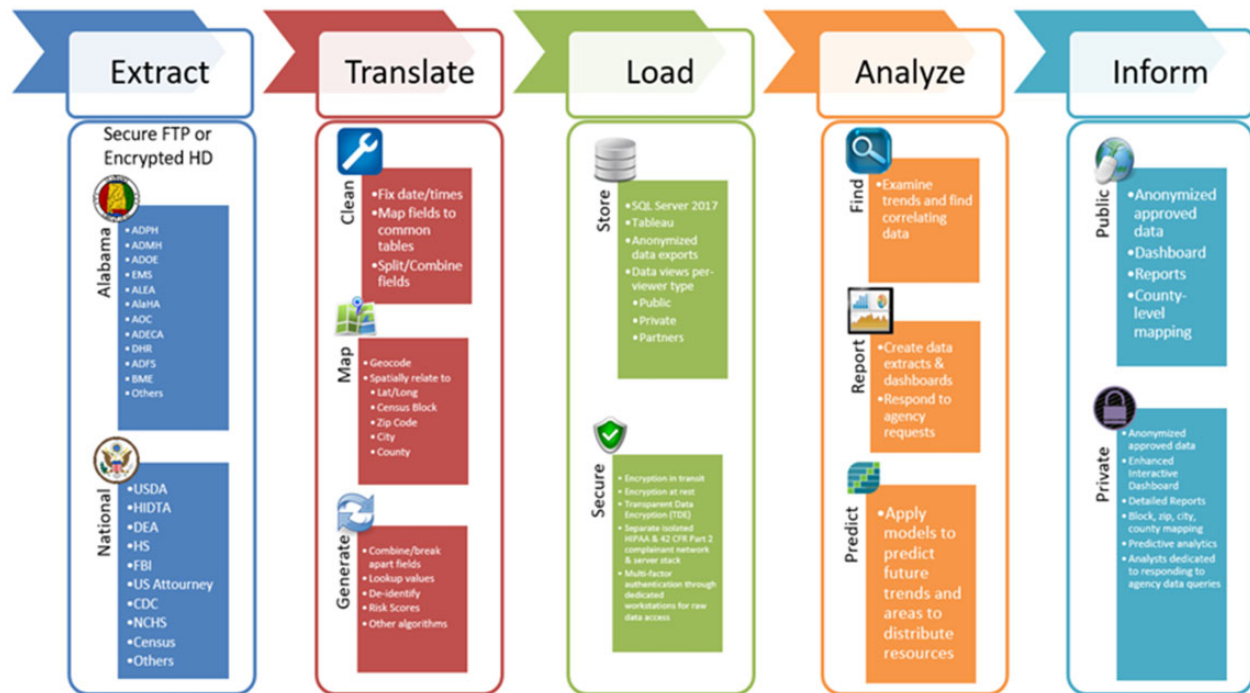 Extract
Translate
Load
Analyze
Inform
Secure FTP or
Encrypted HD
Alabama
•ADPH
•ADMH
•ADOE
•EMS
•ALEA
•AlaHA
•AOC
•ADECA
•DHR
•ADFS
•BME
•Others
National
•USDA
•HIDTA
•DEA
•HS
•FBI
•US Attourney
•CDC
•NCHS
•Census
•Others
Clean
•Fix date/times
•Map fields to
common
tables
•Split/Combine
fields
Map
•Geocode
•Spatially relate to
•Lat/Long
•Census Block
•Zip Code
•City
•County
Generate
•Combine/break
apart fields
•Lookup values
•De-identify
•Risk Scores
•Other algorithms
Store
•SQL Server 2017
•Tableau
•Anonymized
data exports
•Data views per-
viewer type
•Public
•Private
•Partners
Secure
•Encryption in transit
•Encryption at rest
•Transparent Data
Encryption (TDE)
•Separate isolated
HIPAA & 42 CFR Part 2
complainant network
& server stack
•Multi-factor
authentication through
dedicated
workstations for raw
data access
Find
•Examine
trends and find
correlating
data
Report
•Create data
extracts &
dashboards
•Respond to
agency
requests
Predict
•Apply
models to
predict
future
trends and
areas to
distribute
resources
Public
•Anonymized
approved
data
•Dashboard
•Reports
•County-
level
mapping
Private
•Anonymized
approved data
•Enhanced
Interactive
Dashboard
•Detailed Reports
•Block, zip, city,
county mapping
•Predictive analytics
•Analysts dedicated
to responding to
agency data queries